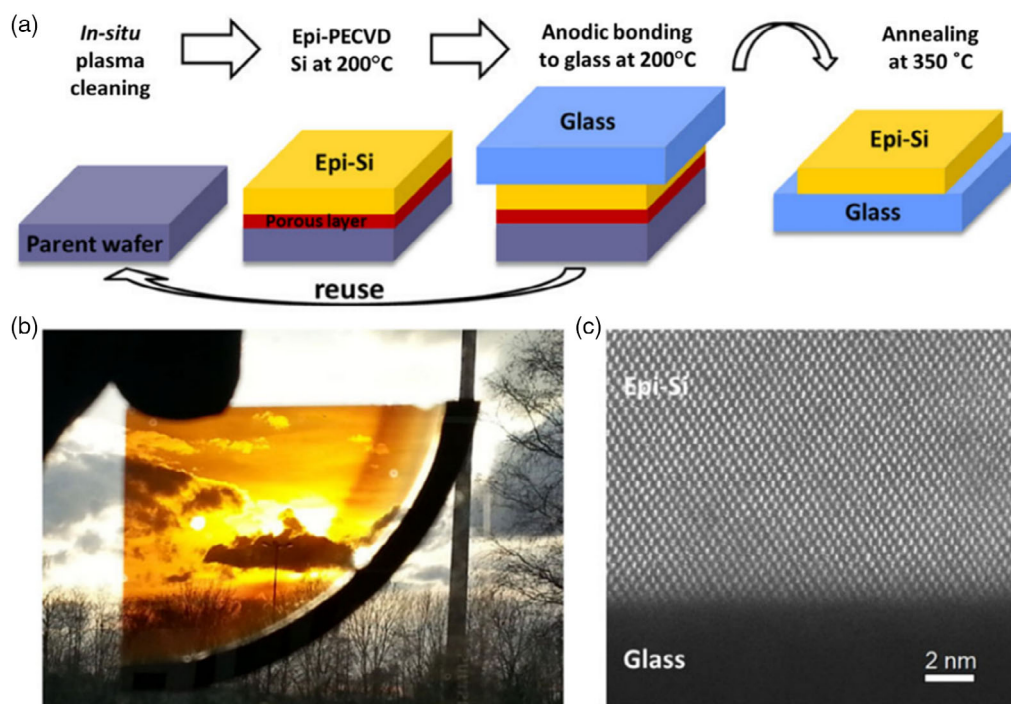 (a)
In-situ
plasma
cleaning
Epi-PECVD
Si at 200°C
Anodic bonding
to glass at 200°C
Annealing
at 350 ˚C
Parent wafer
Epi-Si
Porous layer
Glass
Epi-Si
Glass
reuse
(b)
(c)
Epi-Si
Glass
2 nm